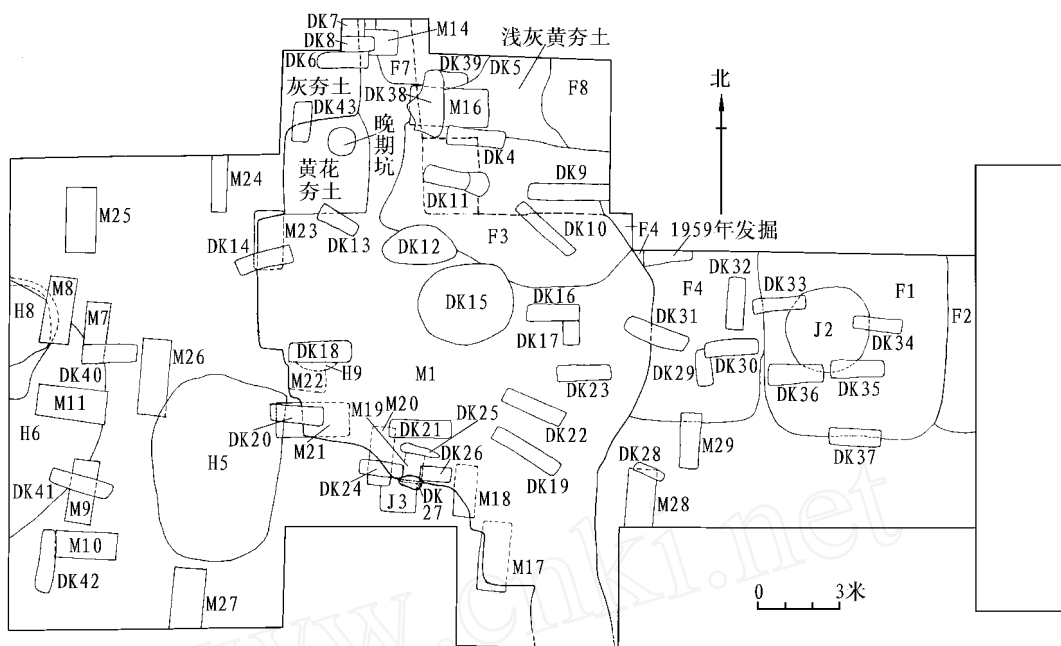 DK7
DK8
M14
浅灰黄夯土
DK6
F7
DK39
DK5
灰夯土
DK38
M16
F8
北
DK43
晚期坑
DK4
黄花夯土
M24
DK9
DK11
M25
M23
DK13
DK10
F4
1959年发掘
DK14
DK12
F3
DK32
M8
F4
DK33
F1
H8
M7
DK15
DK16
DK31
J2
F2
DK17
DK34
M26
DK18
H9
DK29
DK30
DK40
M22
M1
DK23
DK36
DK35
M11
M19
M20
DK25
H6
DK20
M21
DK21
DK22
H5
DK26
M29
DK37
DK41
DK24
DK19
DK28
M9
J3
DK27
M18
M28
M10
DK42
M17
M27
0
3米
www.cnki.net